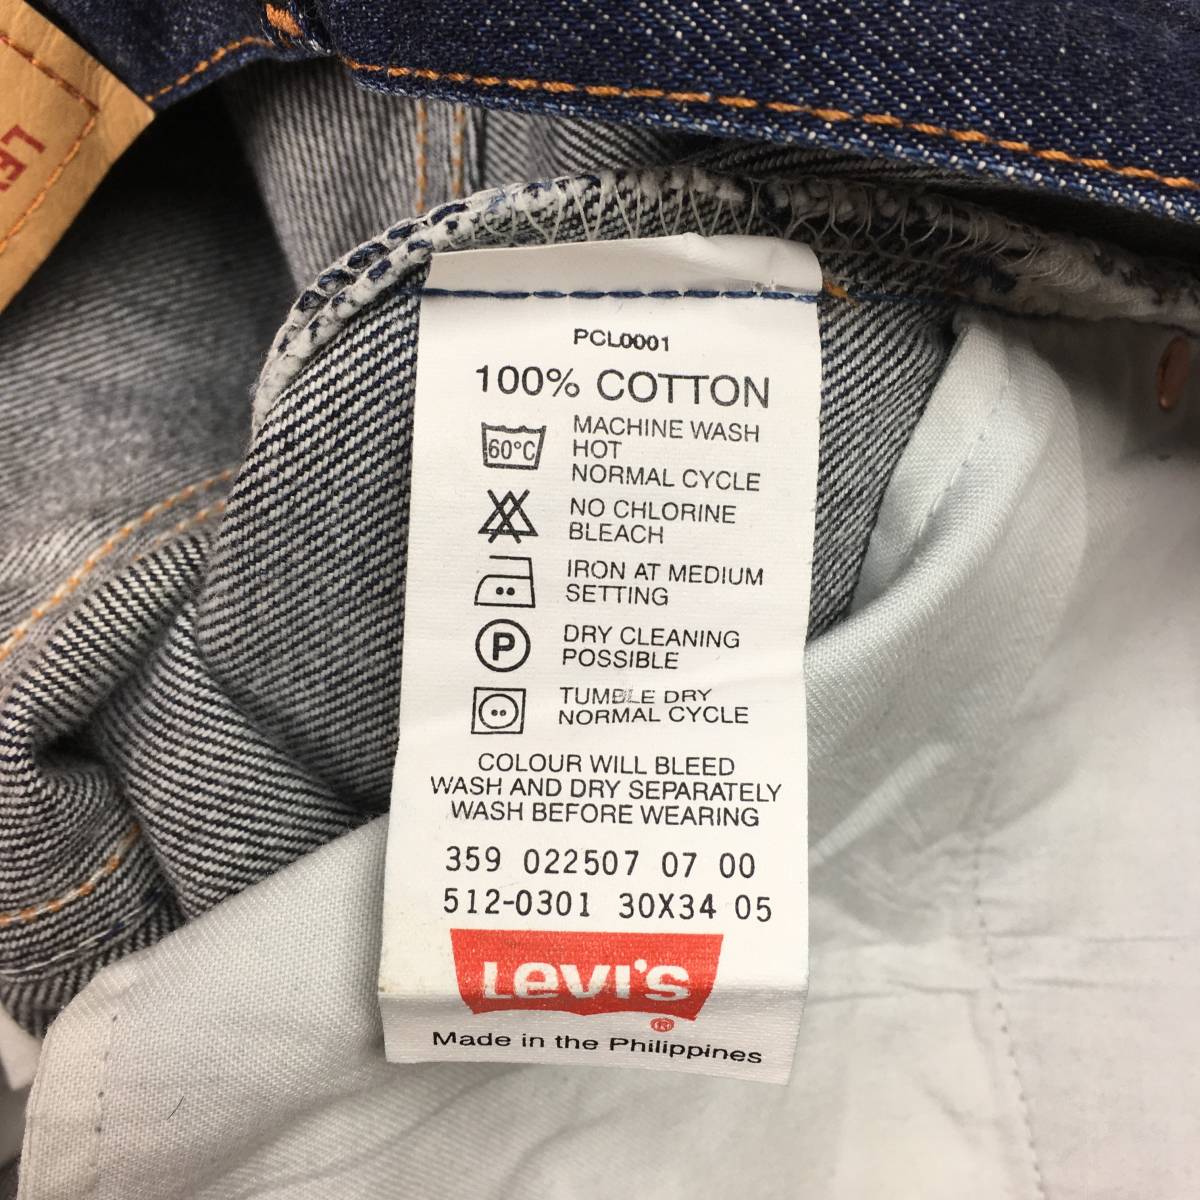 LE
PCL0001
100% COTTON
60°C
MACHINE WASH
HOT
NORMAL CYCLE
NO CHLORINE
BLEACH
IRON AT MEDIUM
SETTING
P
DRY CLEANING
POSSIBLE
TUMBLE DRY
NORMAL CYCLE
COLOUR WILL BLEED
WASH AND DRY SEPARATELY
WASH BEFORE WEARING
359 022507 07 00
512-0301 30X34 05
Levi's
®
Made in the Philippines